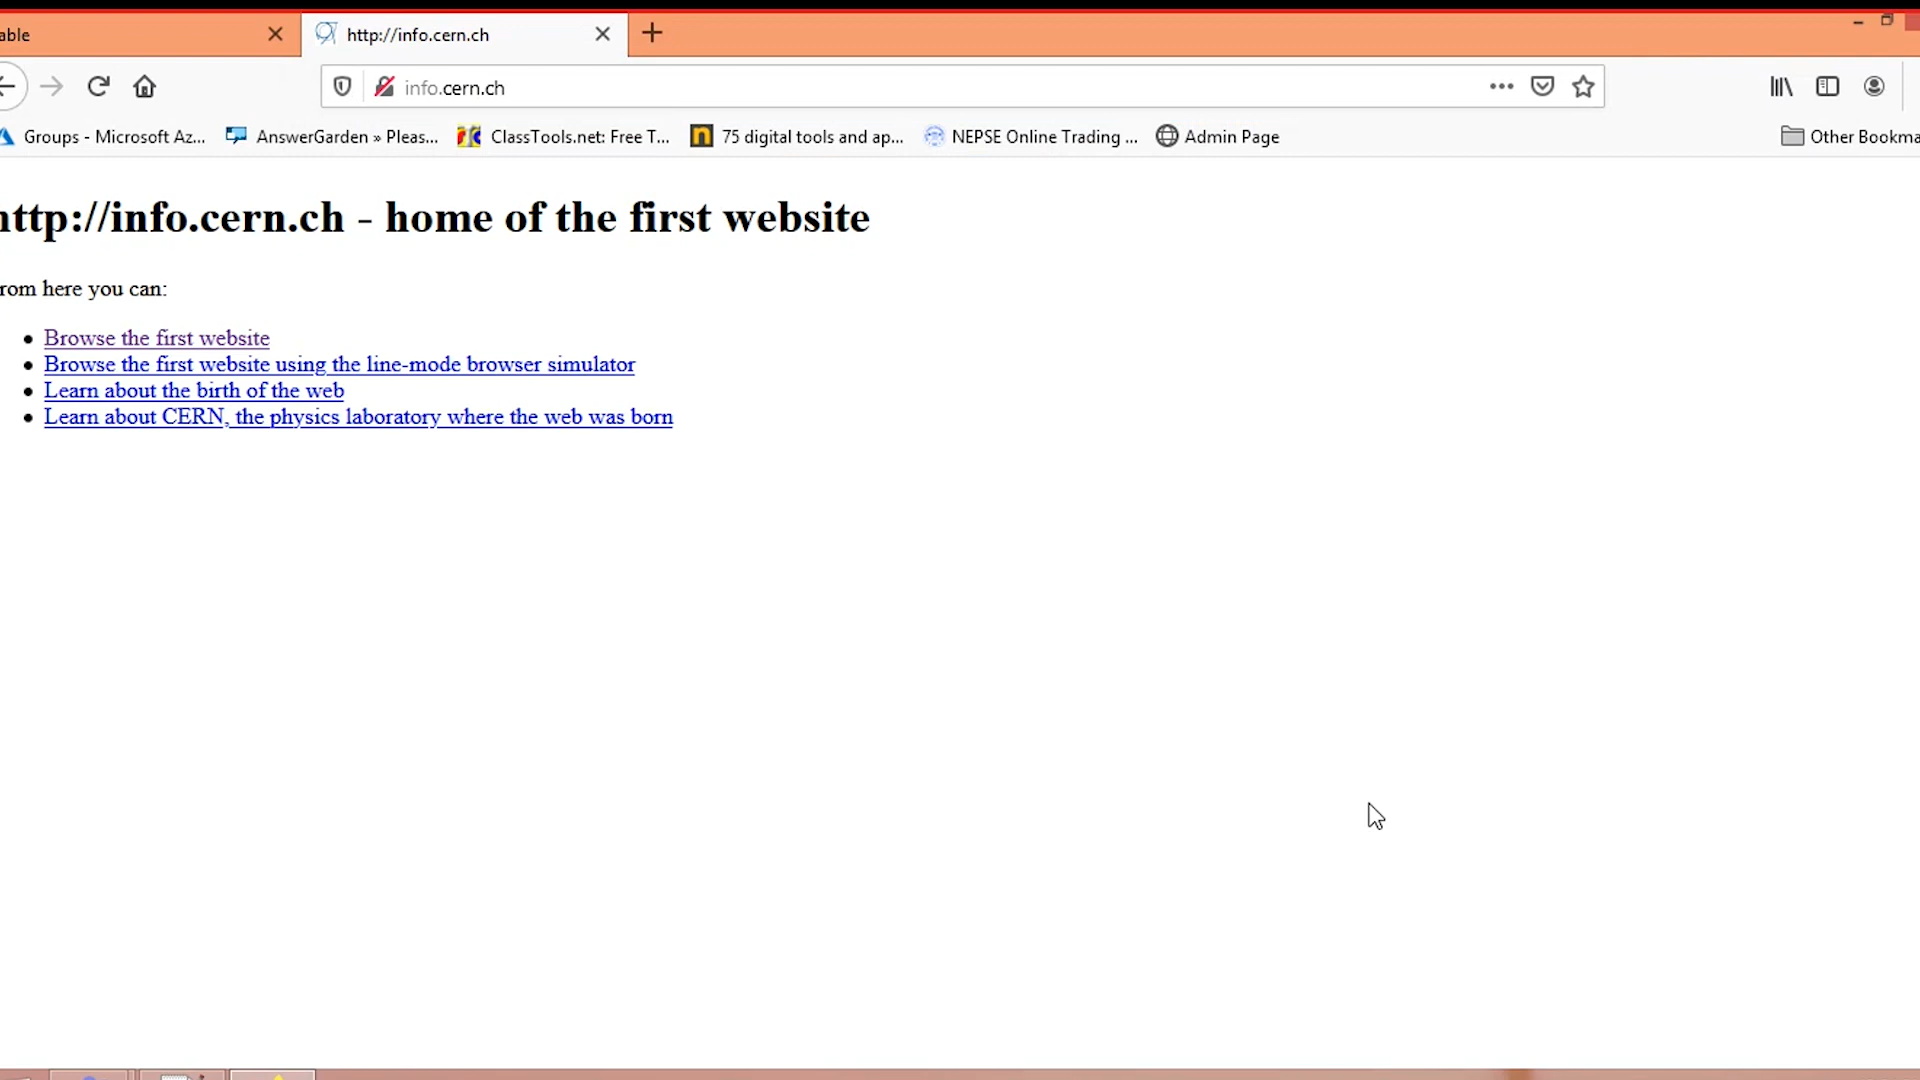 able
http://info.cern.ch
info.cern.ch
Groups - Microsoft Az... AnswerGarden » Pleas... ClassTools.net: Free T... 75 digital tools and ap... NEPSE Online Trading ... Admin Page Other Bookma
http://info.cern.ch - home of the first website
rom here you can:
Browse the first website
Browse the first website using the line-mode browser simulator
Learn about the birth of the web
Learn about CERN, the physics laboratory where the web was born